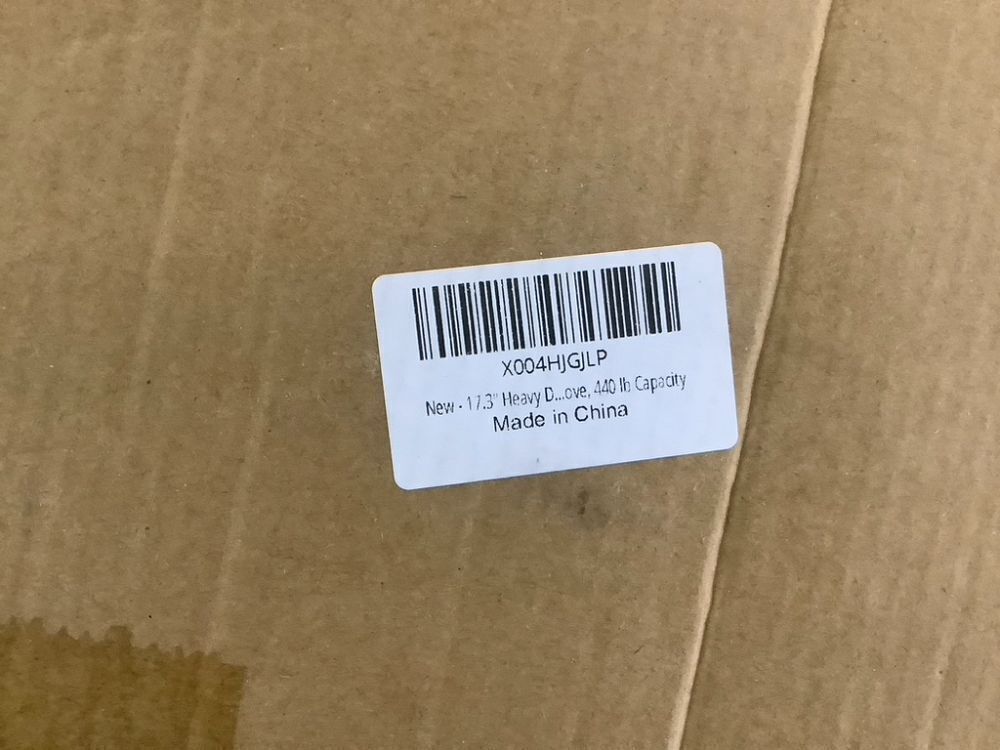 X004HJGJLP
New - 17.3" Heavy D...ove, 440 lb Capacity
Made in China